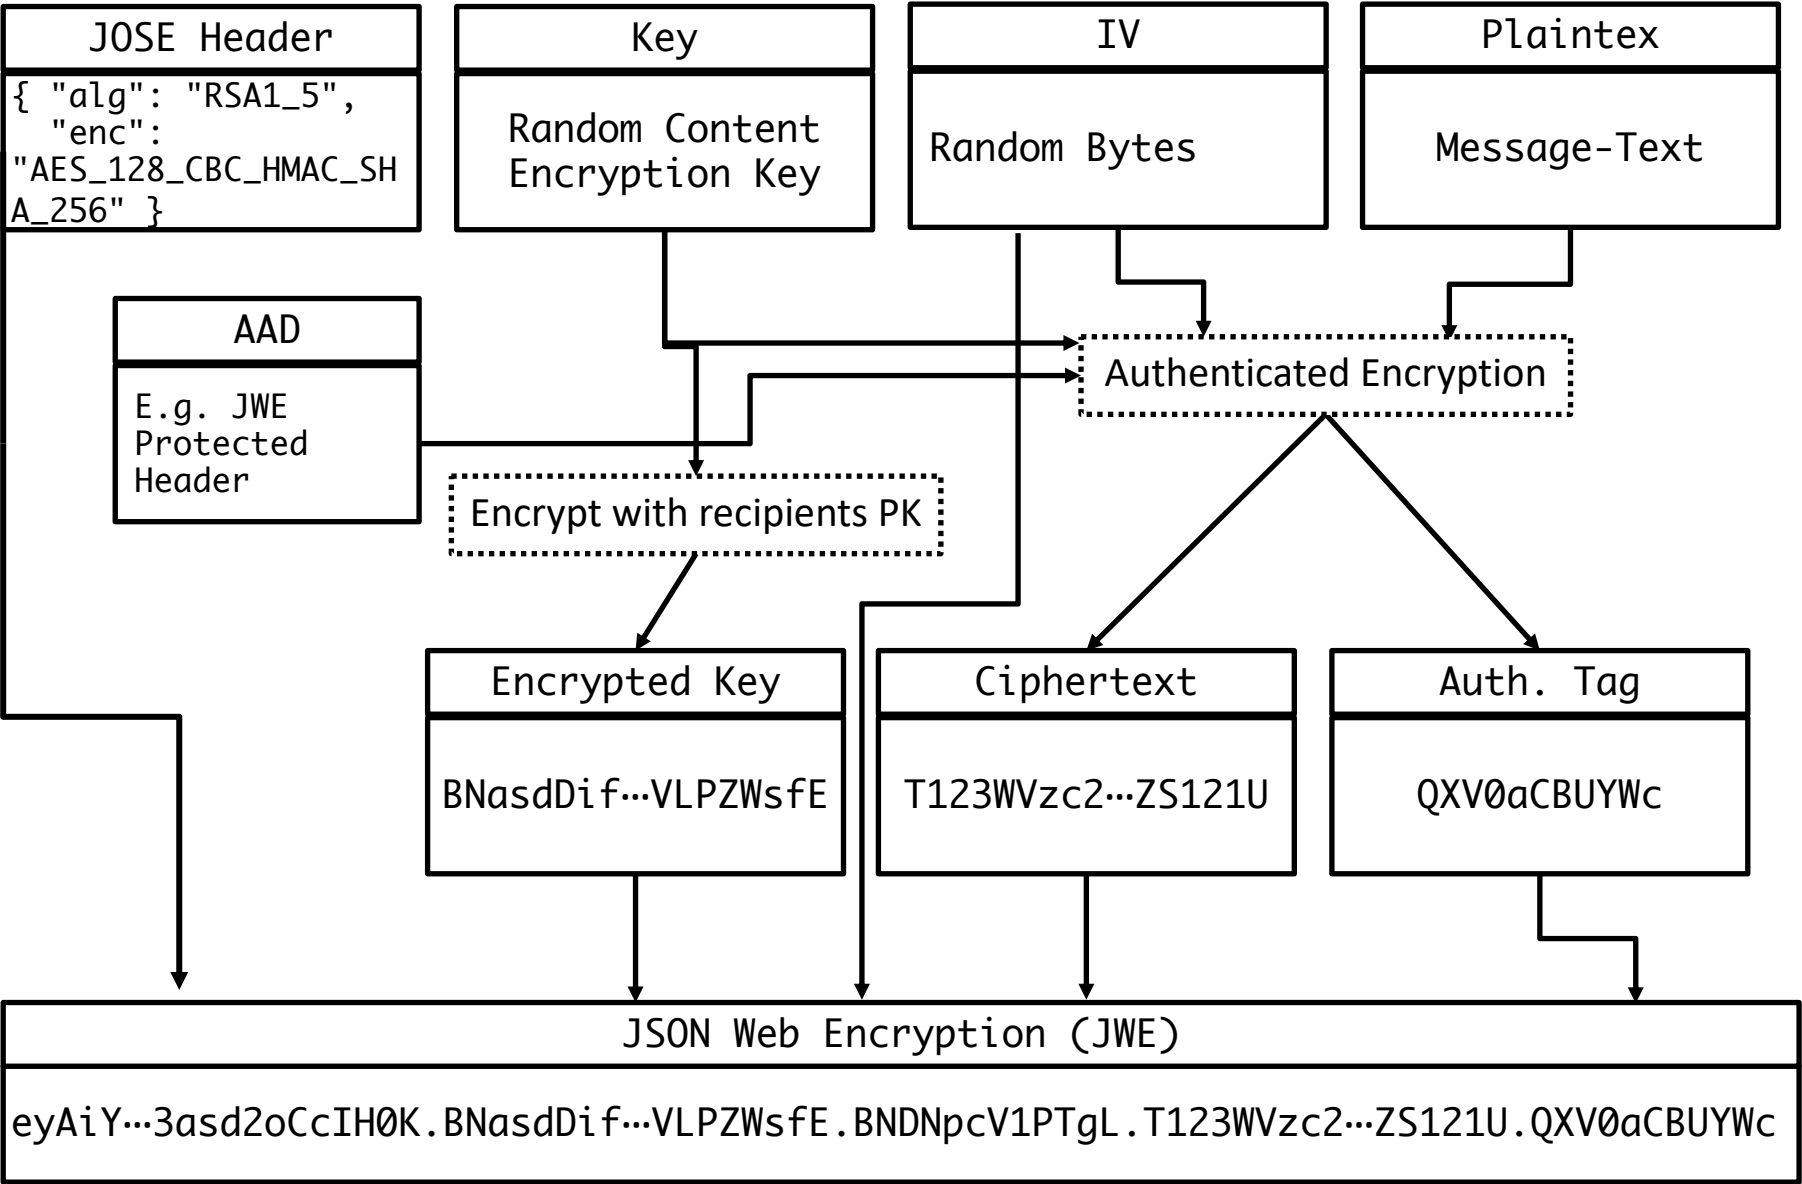 JOSE Header
{ "alg": "RSA1_5",
"enc":
"AES_128_CBC_HMAC_SH
A_256" }
Key
Random Content
Encryption Key
IV
Random Bytes
Plaintex
Message-Text
AAD
E.g. JWE
Protected
Header
Authenticated Encryption
Encrypt with recipients PK
Encrypted Key
BNasdDif…VLPZWsfE
Ciphertext
T123WVzc2…ZS121U
Auth. Tag
QXV0aCBUYWc
JSON Web Encryption (JWE)
eyAiY…3asd2oCcIH0K.BNasdDif…VLPZWsfE.BNDNpcV1PTgL.T123WVzc2…ZS121U.QXV0aCBUYWc